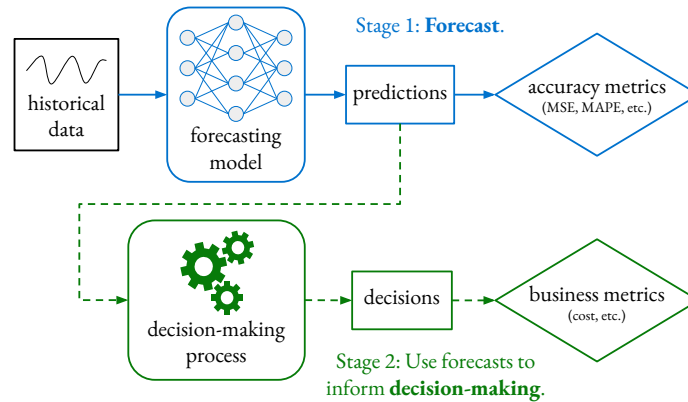 Stage 1: Forecast.
historical
data
forecasting
model
predictions
accuracy metrics
(MSE, MAPE, etc.)
decision-making
process
decisions
business metrics
(cost, etc.)
Stage 2: Use forecasts to
inform decision-making.